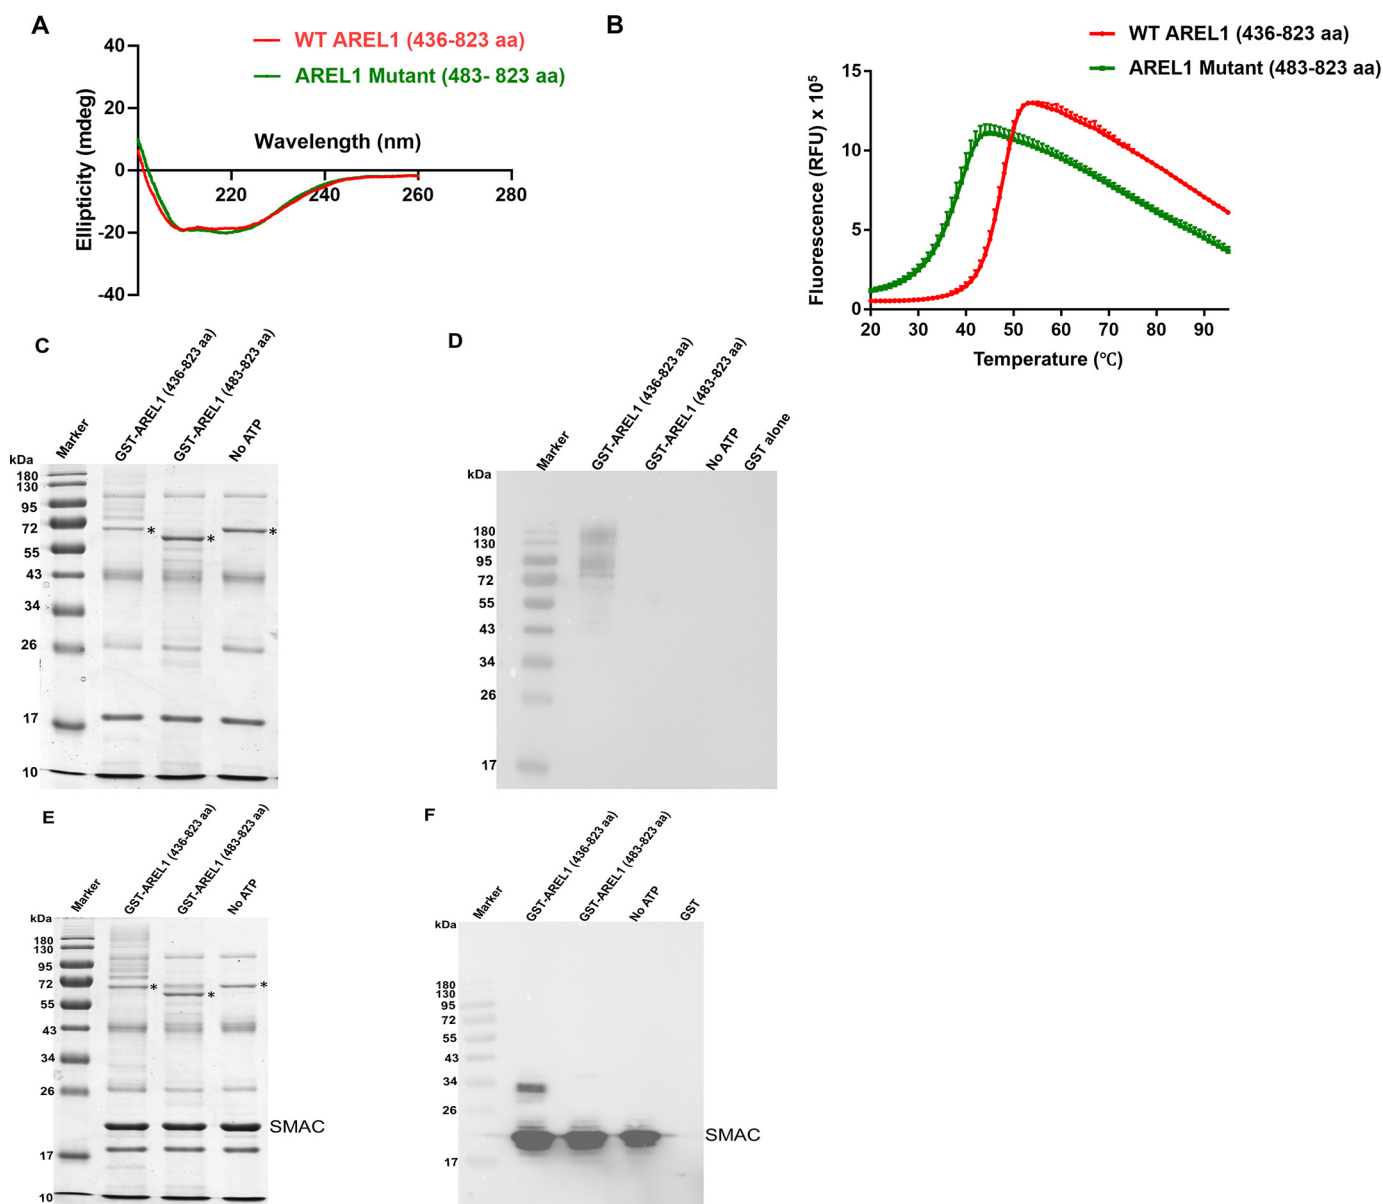 A
WT AREL1 (436-823 aa)
AREL1 Mutant (483- 823 aa)
Ellipticity (mdeg)
40
20
0
-20
-40
Wavelength (nm)
220
240
260
280
B
WT AREL1 (436-823 aa)
AREL1 Mutant (483-823 aa)
Fluorescence (RFU) x 10⁵
15
10
5
0
20
30
40
50
60
70
80
90
Temperature (℃)
C
Marker
GST-AREL1 (436-823 aa)
GST-AREL1 (483-823 aa)
No ATP
kDa
180
130
95
72
55
43
34
26
17
10
*
*
*
D
Marker
GST-AREL1 (436-823 aa)
GST-AREL1 (483-823 aa)
No ATP
GST alone
kDa
180
130
95
72
55
43
34
26
17
E
Marker
GST-AREL1 (436-823 aa)
GST-AREL1 (483-823 aa)
No ATP
kDa
180
130
95
72
55
43
34
26
17
10
*
*
*
SMAC
F
Marker
GST-AREL1 (436-823 aa)
GST-AREL1 (483-823 aa)
No ATP
GST
kDa
180
130
95
72
55
43
34
26
17
SMAC